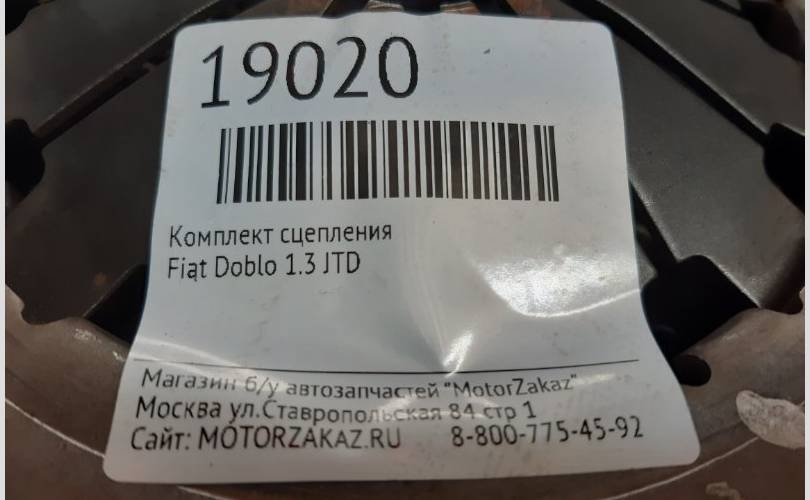 19020
Комплект сцепления
Fiat Doblo 1.3 JTD
Магазин б/у автозапчастей "MotorZakaz"
Москва ул.Ставропольская 84 стр 1
Сайт: MOTORZAKAZ.RU 8-800-775-45-92